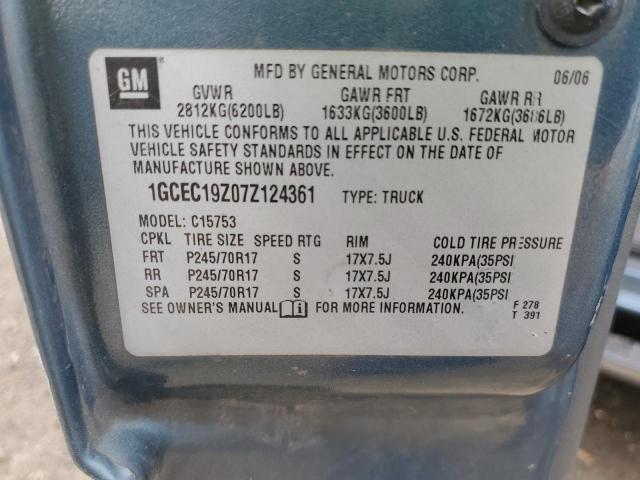 GM
MFD BY GENERAL MOTORS CORP. 06/06
GVWR GAWR FRT GAWR RR
2812KG(6200LB) 1633KG(3600LB) 1672KG(3686LB)
THIS VEHICLE CONFORMS TO ALL APPLICABLE U.S. FEDERAL MOTOR
VEHICLE SAFETY STANDARDS IN EFFECT ON THE DATE OF
MANUFACTURE SHOWN ABOVE.
1GCEC19Z07Z124361 TYPE: TRUCK
MODEL: C15753
CPKL TIRE SIZE SPEED RTG RIM COLD TIRE PRESSURE
FRT P245/70R17 S 17X7.5J 240KPA(35PSI
RR P245/70R17 S 17X7.5J 240KPA(35PSI
SPA P245/70R17 S 17X7.5J 240KPA(35PSI
SEE OWNER'S MANUAL FOR MORE INFORMATION. F 278
T 391